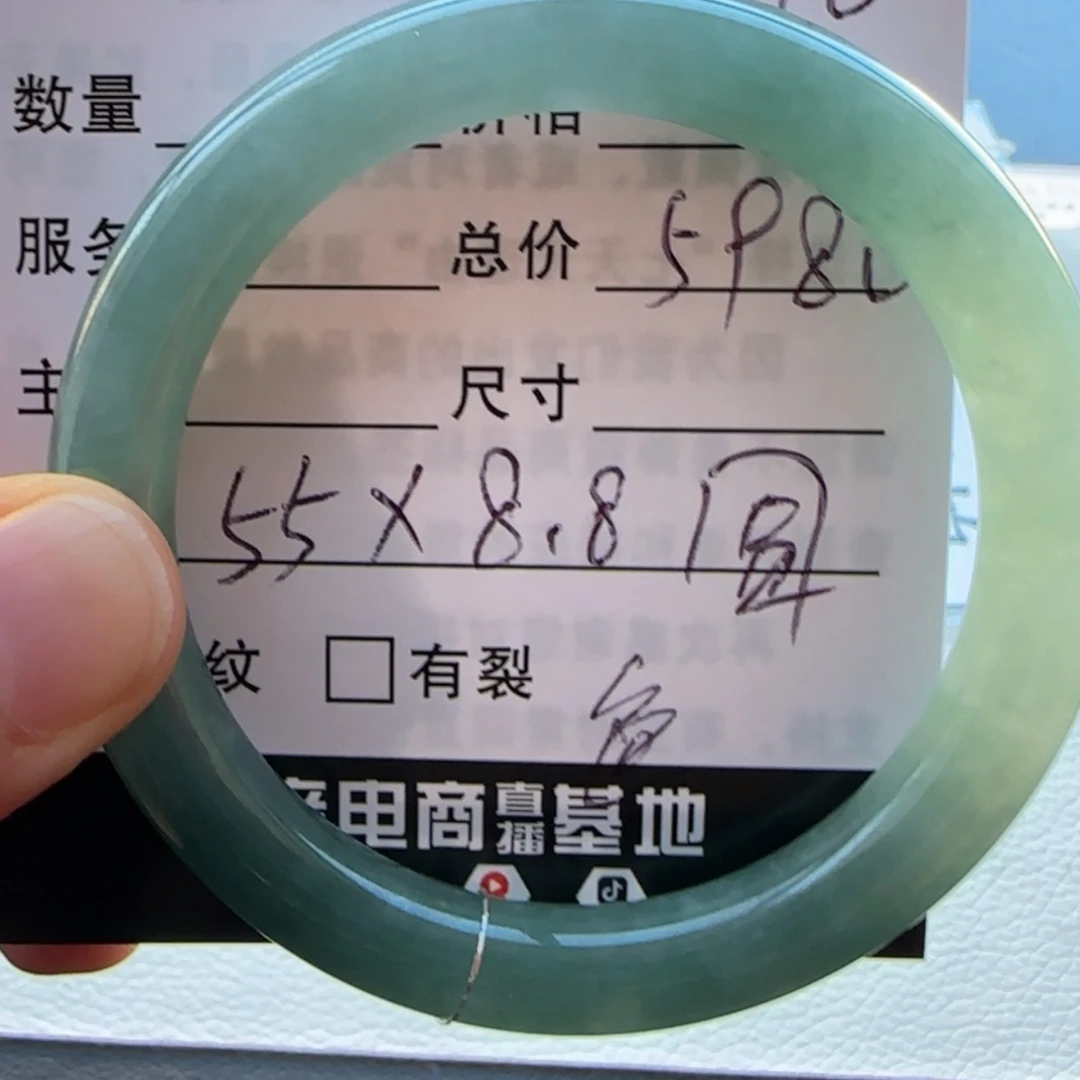 数量
服务 总价 5980
主 尺寸
55×8.8 圆
纹 □有裂
电商直播基地